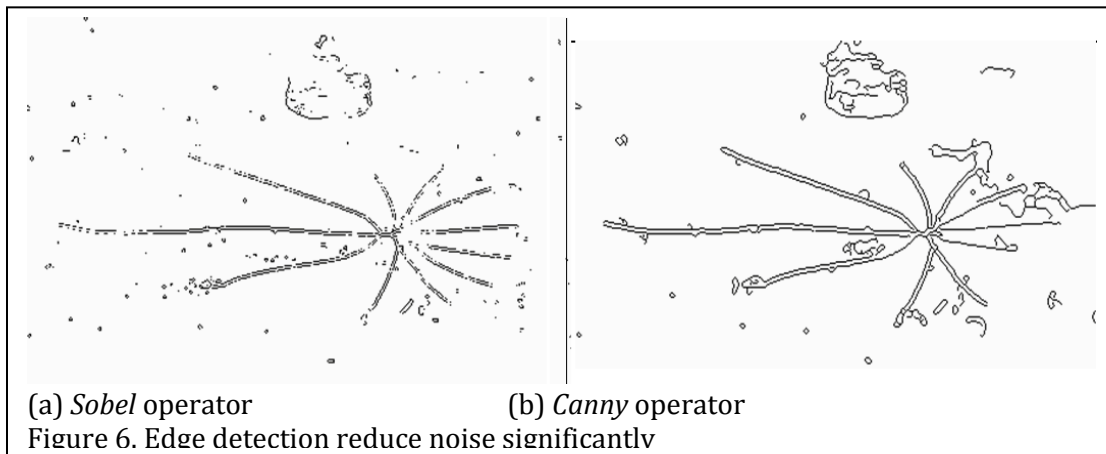 (a) Sobel operator (b) Canny operator
Figure 6. Edge detection reduce noise significantly